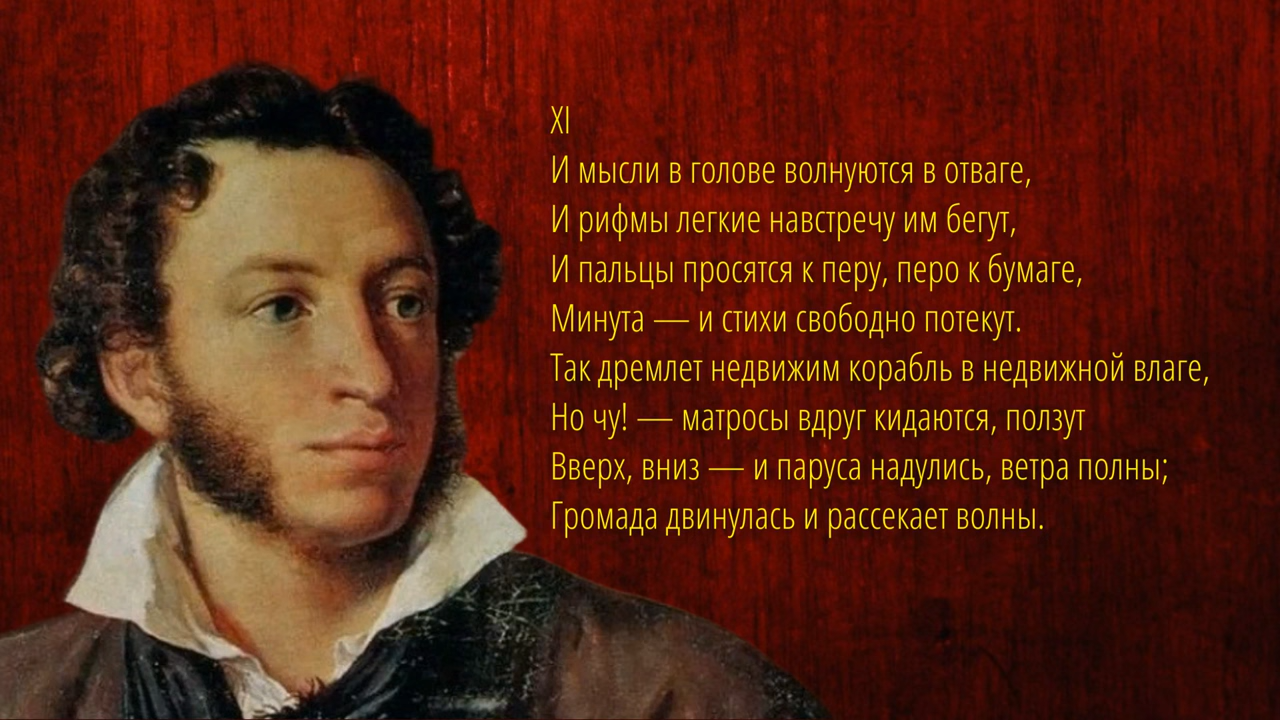 XI
И мысли в голове волнуются в отваге,
И рифмы легкие навстречу им бегут,
И пальцы просятся к перу, перо к бумаге,
Минута — и стихи свободно потекут.
Так дремлет недвижим корабль в недвижной влаге,
Но чу! — матросы вдруг кидаются, ползут
Вверх, вниз — и паруса надулись, ветра полны;
Громада двинулась и рассекает волны.